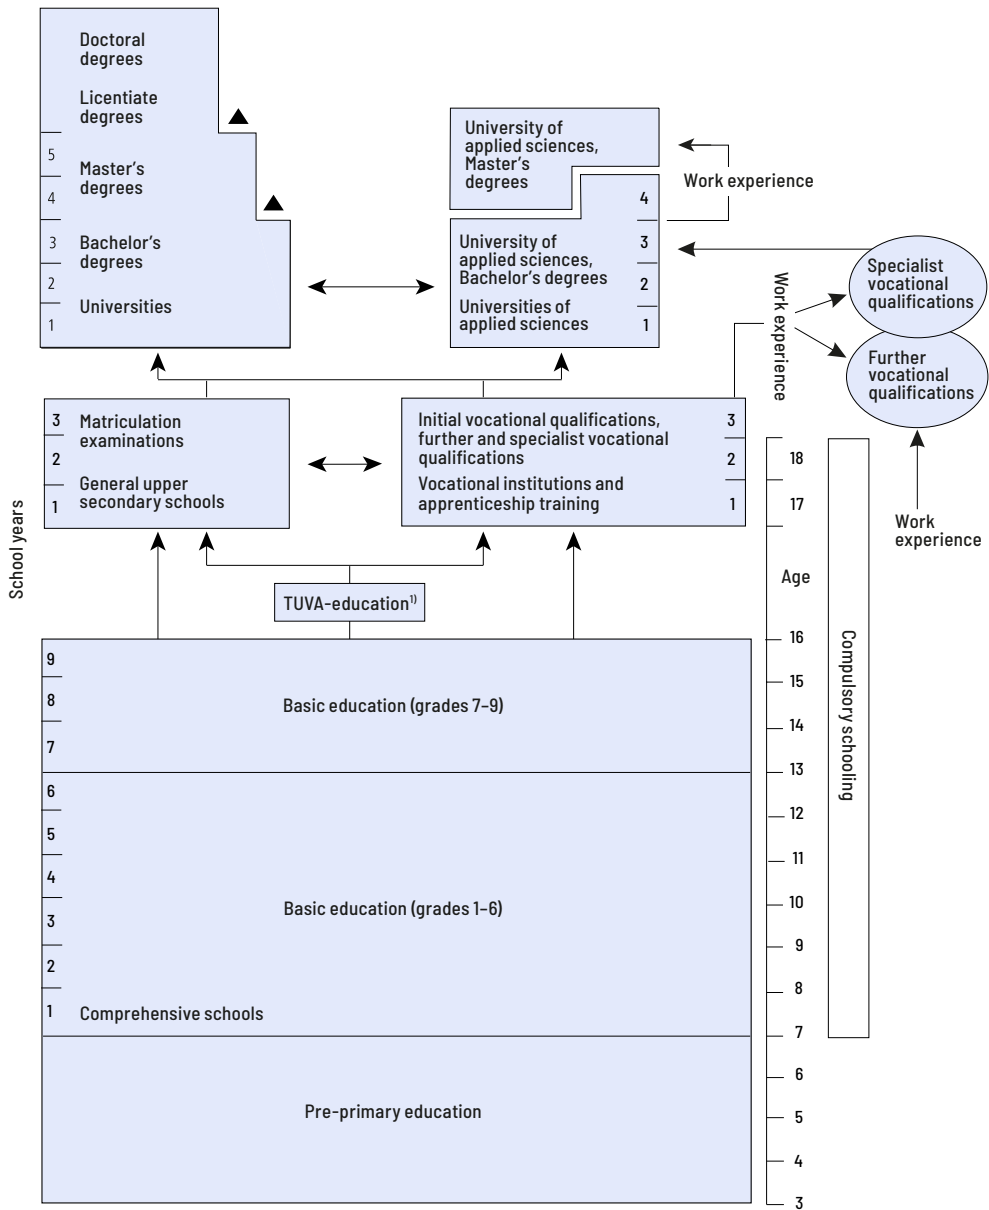 Doctoral
degrees
Licentiate
degrees
5
Master's
degrees
4
3
Bachelor's
degrees
2
Universities
1
University of
applied sciences,
Master's
degrees
4
Work experience
University of
applied sciences,
Bachelor's degrees
3
2
Universities of
applied sciences
1
Specialist
vocational
qualifications
Work experience
Further
vocational
qualifications
Work
experience
3
Matriculation
examinations
2
General upper
secondary schools
1
Initial vocational qualifications,
further and specialist vocational
qualifications
3
2
Vocational institutions and
apprenticeship training
1
School years
TUVA-education¹⁾
9
8
Basic education (grades 7–9)
7
6
5
4
Basic education (grades 1–6)
3
2
1
Comprehensive schools
Pre-primary education
18
17
Age
16
15
14
13
12
11
10
9
8
7
6
5
4
3
Compulsory schooling